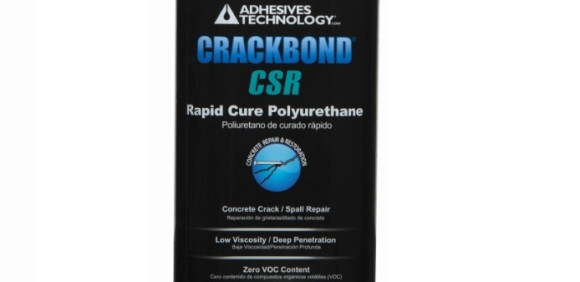 ADHESIVES
TECHNOLOGY
CRACKBOND®
CSR
Rapid Cure Polyurethane
Poliuretano de curado rápido
CONCRETE REPAIR & RESTORATION
Concrete Crack / Spall Repair
Reparación de grieta/astillado de concreto
Low Viscosity / Deep Penetration
Baja Viscosidad/Penetración Profunda
Zero VOC Content
Cero contenido de compuestos orgánicos volátiles (VOC)